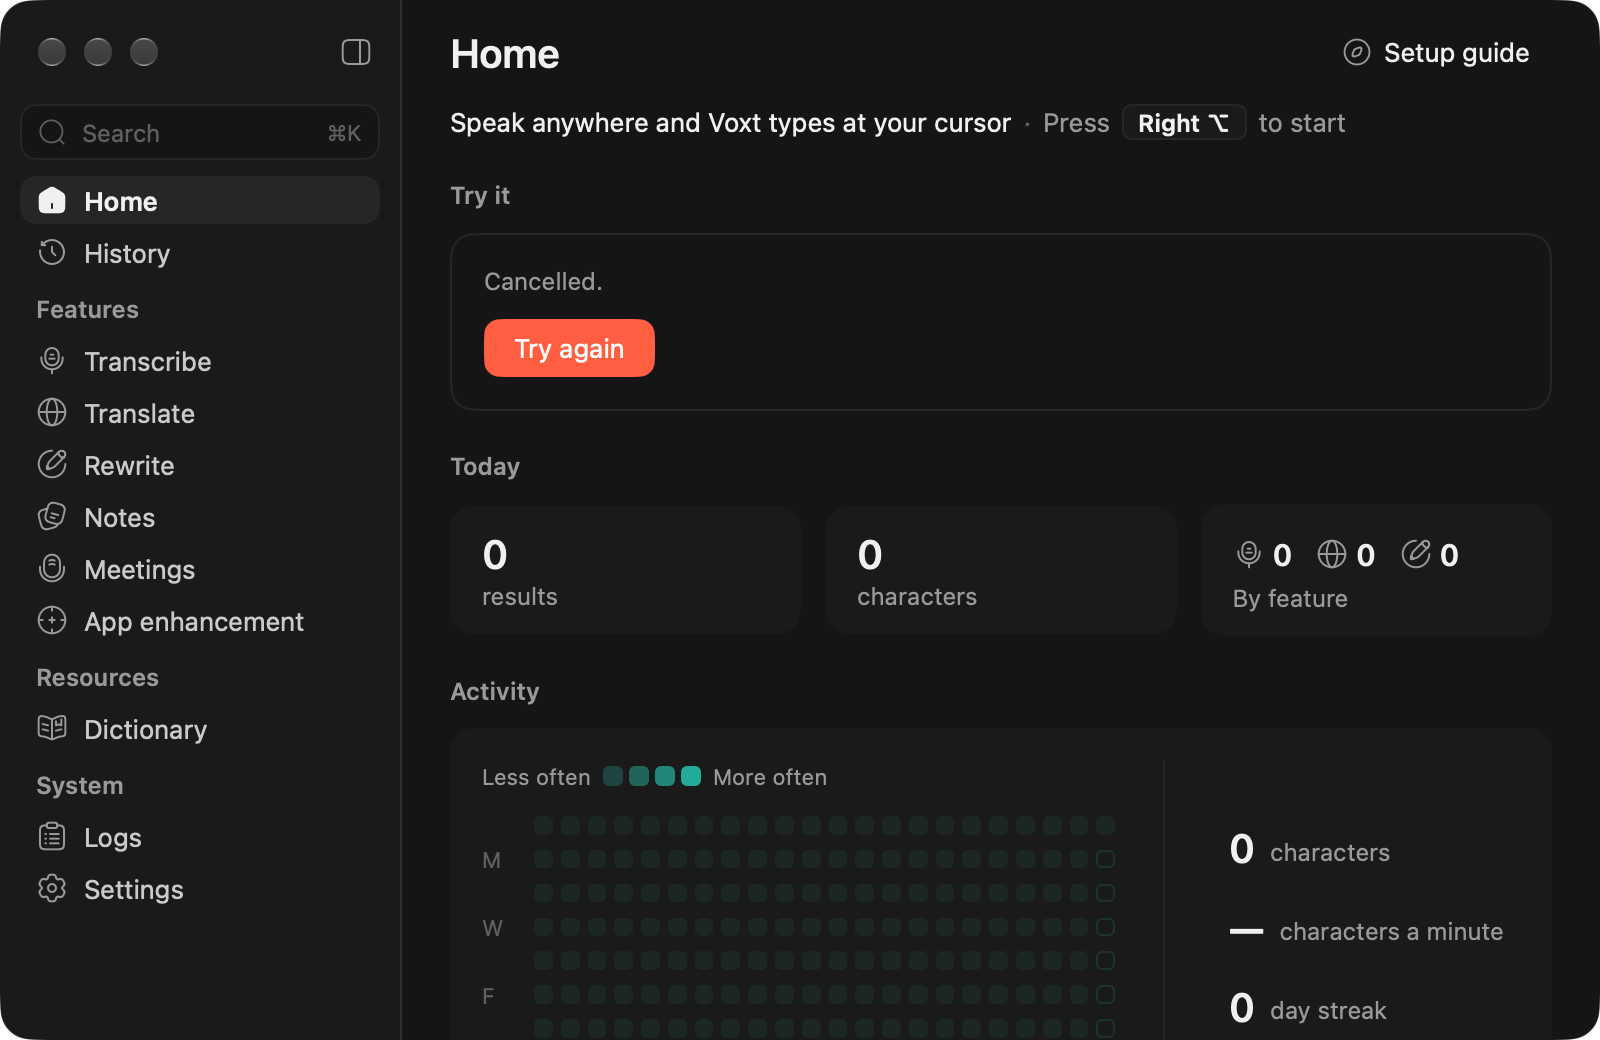 Search ⌘K
Home
History
Features
Transcribe
Translate
Rewrite
Notes
Meetings
App enhancement
Resources
Dictionary
System
Logs
Settings
Home
Setup guide
Speak anywhere and Voxt types at your cursor · Press Right ⌥ to start
Try it
Cancelled.
Try again
Today
0
results
0
characters
0 0 0
By feature
Activity
Less often More often
M
W
F
0 characters
— characters a minute
0 day streak